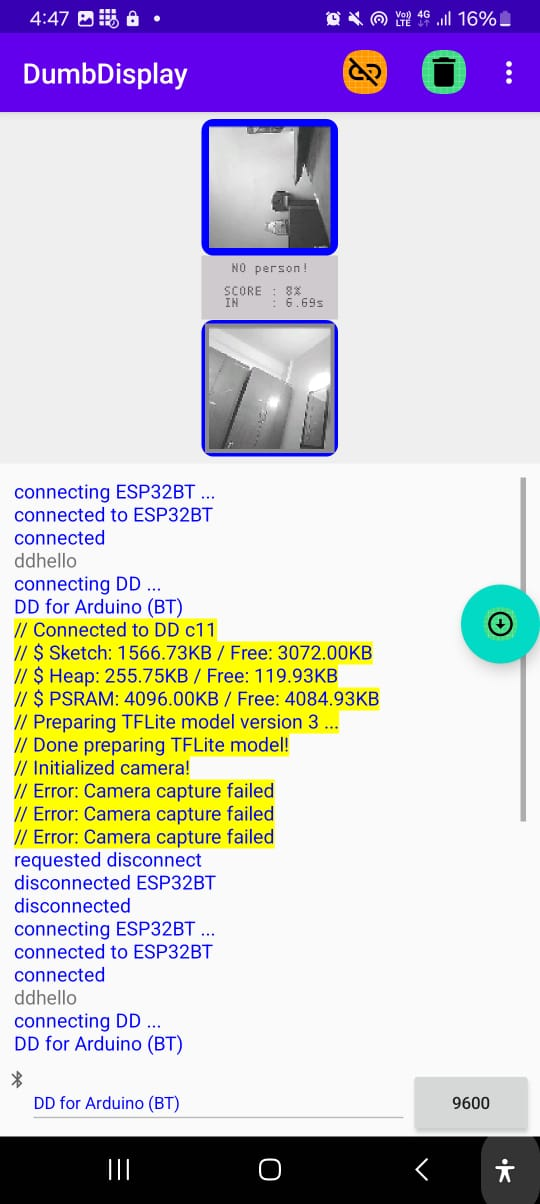 4:47
Vo)) LTE 4G 16%
DumbDisplay
NO person!
SCORE : 8%
IN : 6.69s
connecting ESP32BT ...
connected to ESP32BT
connected
ddhello
connecting DD ...
DD for Arduino (BT)
// Connected to DD c11
// $ Sketch: 1566.73KB / Free: 3072.00KB
// $ Heap: 255.75KB / Free: 119.93KB
// $ PSRAM: 4096.00KB / Free: 4084.93KB
// Preparing TFLite model version 3 ...
// Done preparing TFLite model!
// Initialized camera!
// Error: Camera capture failed
// Error: Camera capture failed
// Error: Camera capture failed
requested disconnect
disconnected ESP32BT
disconnected
connecting ESP32BT ...
connected to ESP32BT
connected
ddhello
connecting DD ...
DD for Arduino (BT)
DD for Arduino (BT)
9600